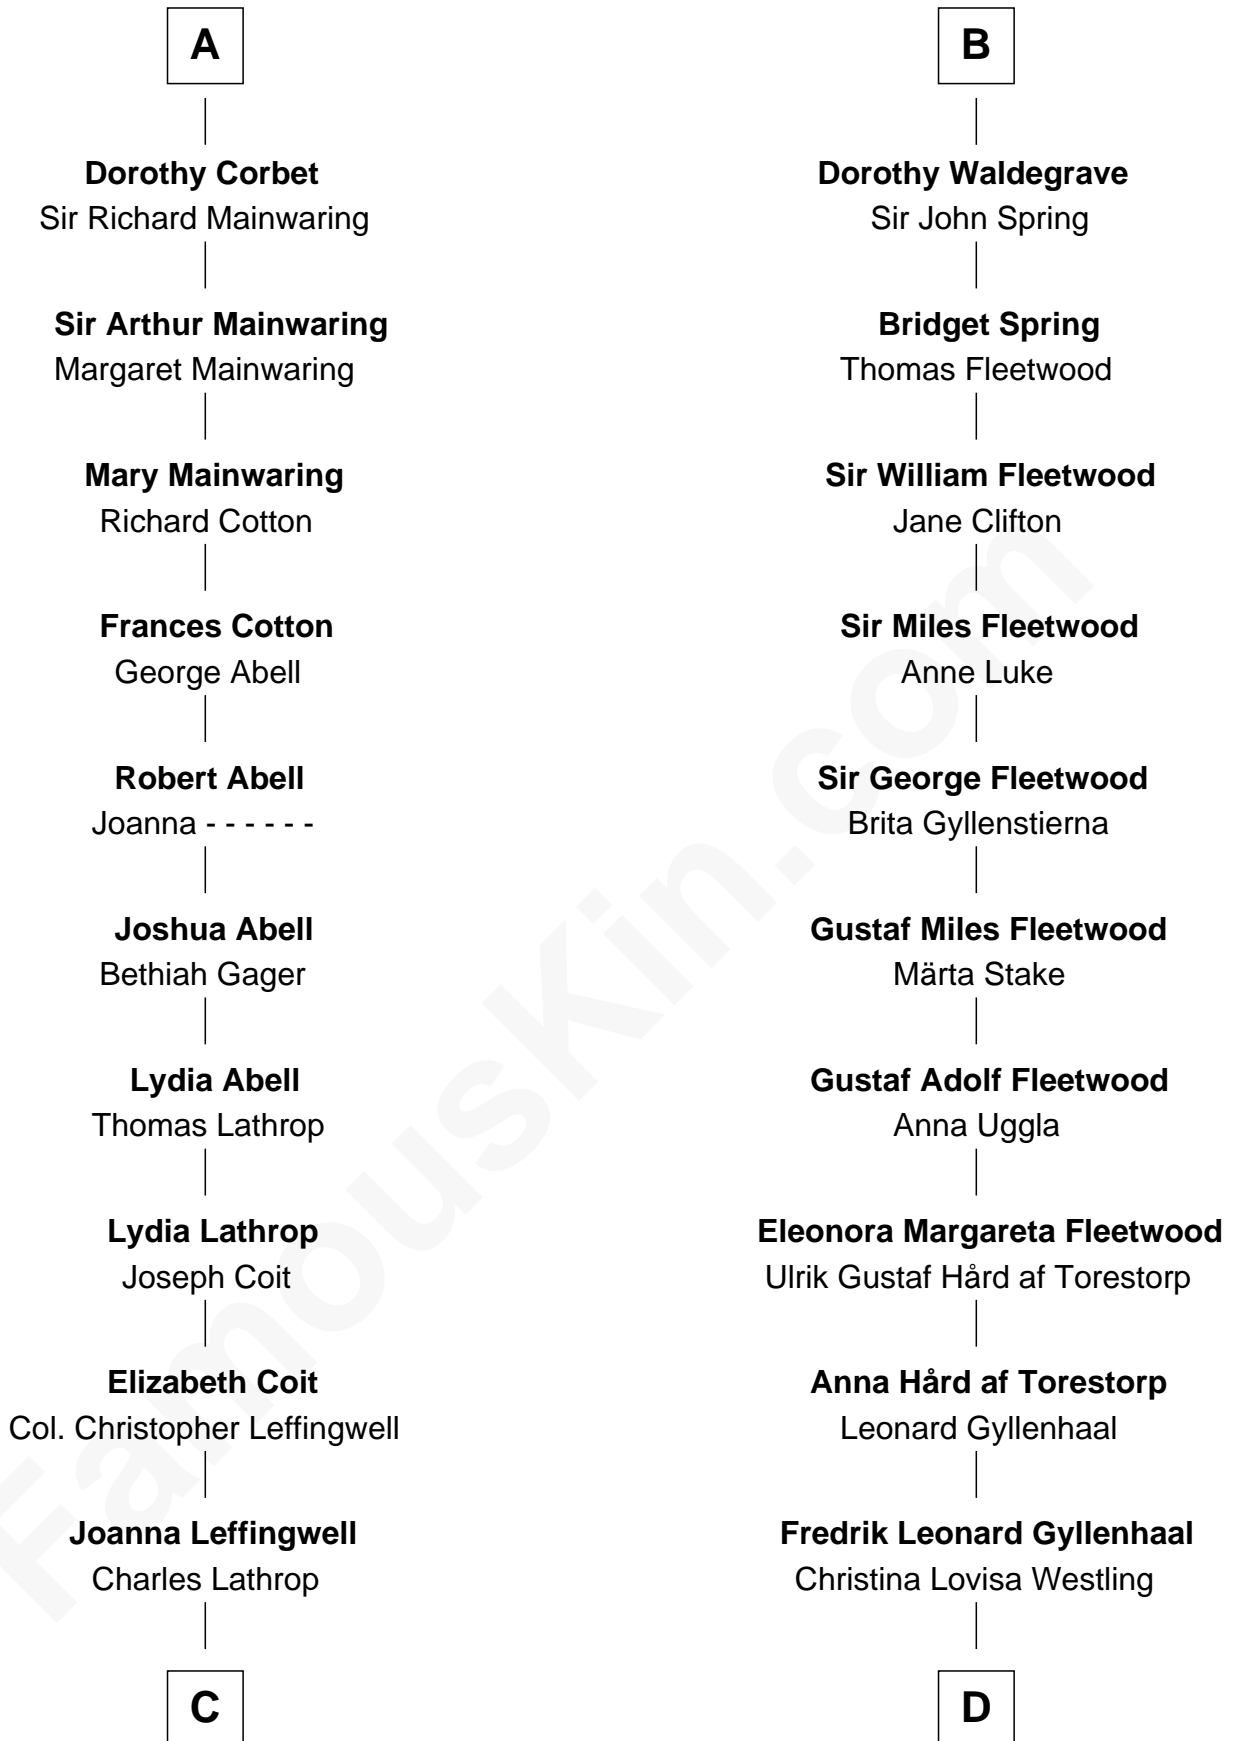 A
Dorothy Corbet
Sir Richard Mainwaring
Sir Arthur Mainwaring
Margaret Mainwaring
Mary Mainwaring
Richard Cotton
Frances Cotton
George Abell
Robert Abell
Joanna - - - - - -
Joshua Abell
Bethiah Gager
Lydia Abell
Thomas Lathrop
Lydia Lathrop
Joseph Coit
Elizabeth Coit
Col. Christopher Leffingwell
Joanna Leffingwell
Charles Lathrop
C
B
Dorothy Waldegrave
Sir John Spring
Bridget Spring
Thomas Fleetwood
Sir William Fleetwood
Jane Clifton
Sir Miles Fleetwood
Anne Luke
Sir George Fleetwood
Brita Gyllenstierna
Gustaf Miles Fleetwood
Märta Stake
Gustaf Adolf Fleetwood
Anna Uggla
Eleonora Margareta Fleetwood
Ulrik Gustaf Hård af Torestorp
Anna Hård af Torestorp
Leonard Gyllenhaal
Fredrik Leonard Gyllenhaal
Christina Lovisa Westling
D
FamousKin.com